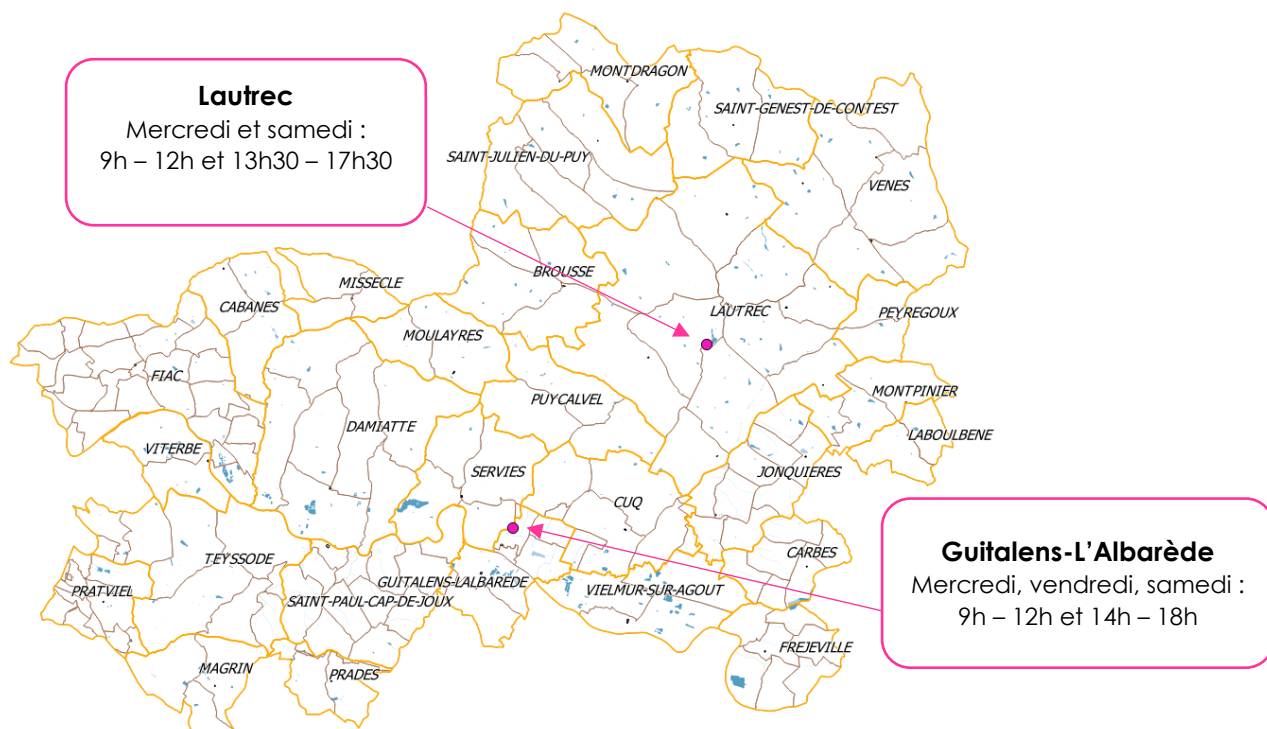 Lautrec
Mercredi et samedi :
9h – 12h et 13h30 – 17h30
MONTDRAGON
SAINT-GENEST-DE-CONTEST
SAINT-JULIEN-DU-PUY
VENES
BROUSSE
MISSECLE
CABANES
LAUTREC
PEYREGOUX
MOULAYRES
FIAC
MONTPINIER
PUYCALVEL
DAMIATTE
LABOULBENE
VITERBE
SERVIES
JONQUIERES
CUQ
CARBES
TEYSSODE
GUITALENS-LALBAREDE
PRATVIEL
SAINT-PAUL-CAP-DE-JOUX
VIELMUR-SUR-AGOUT
FREJEVILLE
MAGRIN
PRADES
Guitalens-L'Albarède
Mercredi, vendredi, samedi :
9h – 12h et 14h – 18h